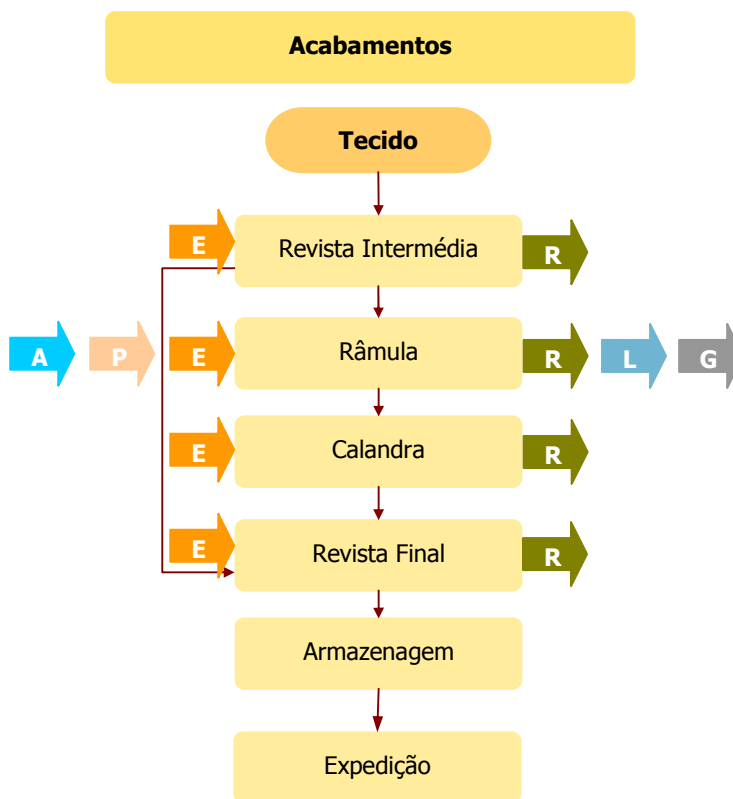 Acabamentos
Tecido
E
Revista Intermédia
R
A
P
E
Râmula
R
L
G
E
Calandra
R
E
Revista Final
R
Armazenagem
Expedição